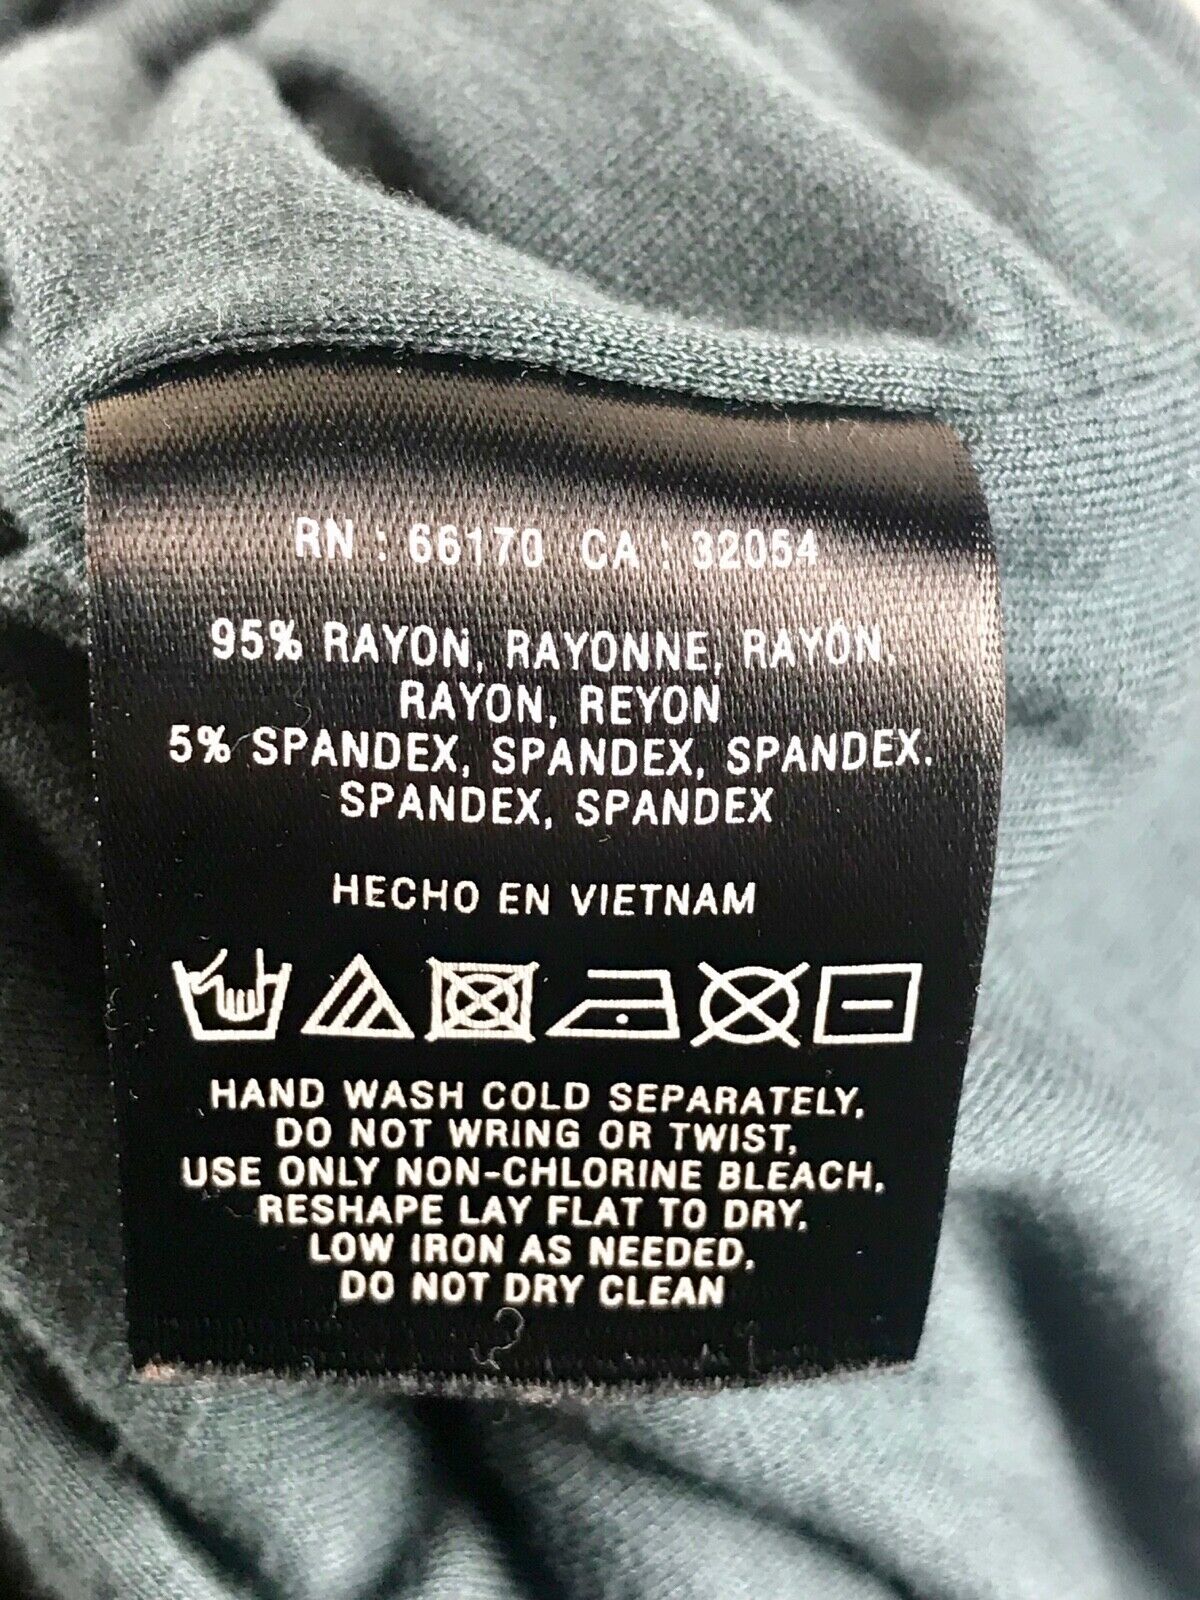 RN : 66170 CA : 32054
95% RAYON, RAYONNE, RAYÓN,
RAYON, REYON
5% SPANDEX, SPANDEX, SPANDEX,
SPANDEX, SPANDEX
HECHO EN VIETNAM
HAND WASH COLD SEPARATELY,
DO NOT WRING OR TWIST,
USE ONLY NON-CHLORINE BLEACH,
RESHAPE LAY FLAT TO DRY,
LOW IRON AS NEEDED,
DO NOT DRY CLEAN